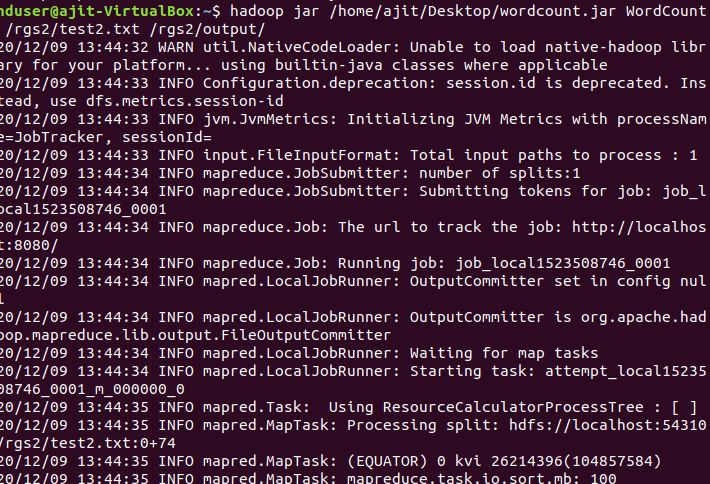 nduser@ajit-VirtualBox:~$ hadoop jar /home/ajit/Desktop/wordcount.jar WordCount
/rgs2/test2.txt /rgs2/output/
20/12/09 13:44:32 WARN util.NativeCodeLoader: Unable to load native-hadoop libr
ary for your platform... using builtin-java classes where applicable
20/12/09 13:44:33 INFO Configuration.deprecation: session.id is deprecated. Ins
tead, use dfs.metrics.session-id
20/12/09 13:44:33 INFO jvm.JvmMetrics: Initializing JVM Metrics with processNam
e=JobTracker, sessionId=
20/12/09 13:44:33 INFO input.FileInputFormat: Total input paths to process : 1
20/12/09 13:44:34 INFO mapreduce.JobSubmitter: number of splits:1
20/12/09 13:44:34 INFO mapreduce.JobSubmitter: Submitting tokens for job: job_l
ocal1523508746_0001
20/12/09 13:44:34 INFO mapreduce.Job: The url to track the job: http://localhos
t:8080/
20/12/09 13:44:34 INFO mapreduce.Job: Running job: job_local1523508746_0001
20/12/09 13:44:34 INFO mapred.LocalJobRunner: OutputCommitter set in config nul
l
20/12/09 13:44:34 INFO mapred.LocalJobRunner: OutputCommitter is org.apache.had
oop.mapreduce.lib.output.FileOutputCommitter
20/12/09 13:44:34 INFO mapred.LocalJobRunner: Waiting for map tasks
20/12/09 13:44:34 INFO mapred.LocalJobRunner: Starting task: attempt_local15235
08746_0001_m_000000_0
20/12/09 13:44:35 INFO mapred.Task:  Using ResourceCalculatorProcessTree : [ ]
20/12/09 13:44:35 INFO mapred.MapTask: Processing split: hdfs://localhost:54310
/rgs2/test2.txt:0+74
20/12/09 13:44:35 INFO mapred.MapTask: (EQUATOR) 0 kvi 26214396(104857584)
20/12/09 13:44:35 INFO mapred.MapTask: mapreduce.task.io.sort.mb: 100